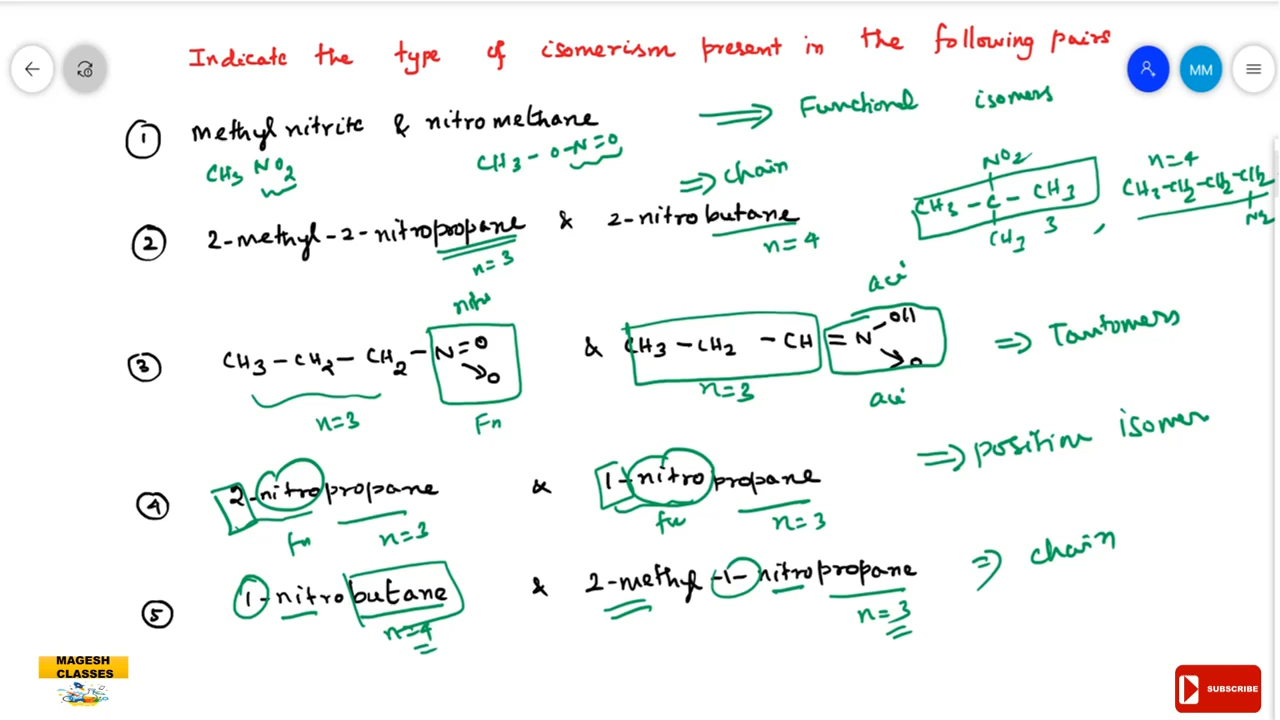 Indicate the type of isomerism present in the following pairs
MM
① methyl nitrite & nitro methane ⟹ Functional isomers
CH3 NO2 CH3 - O-N=O
⟹ chain
② 2-methyl-2-nitropropane & 2-nitrobutane
n=3 n=4
NO2
CH3 - C - CH3
CH3 3 ,
n=4
CH3-CH2-CH2-CH2
nitro aci
③ CH3 - CH2 - CH2 - N=O → O & CH3 - CH2 - CH = N - OH → O ⟹ Tautomers
n=3 Fn n=3 aci
④ 2-nitropropane & 1-nitropropane ⟹ position isomer
Fn n=3 fn n=3
⑤ 1-nitrobutane & 2-methyl-1-nitropropane ⟹ chain
n=4 n=3
MAGESH
CLASSES
SUBSCRIBE